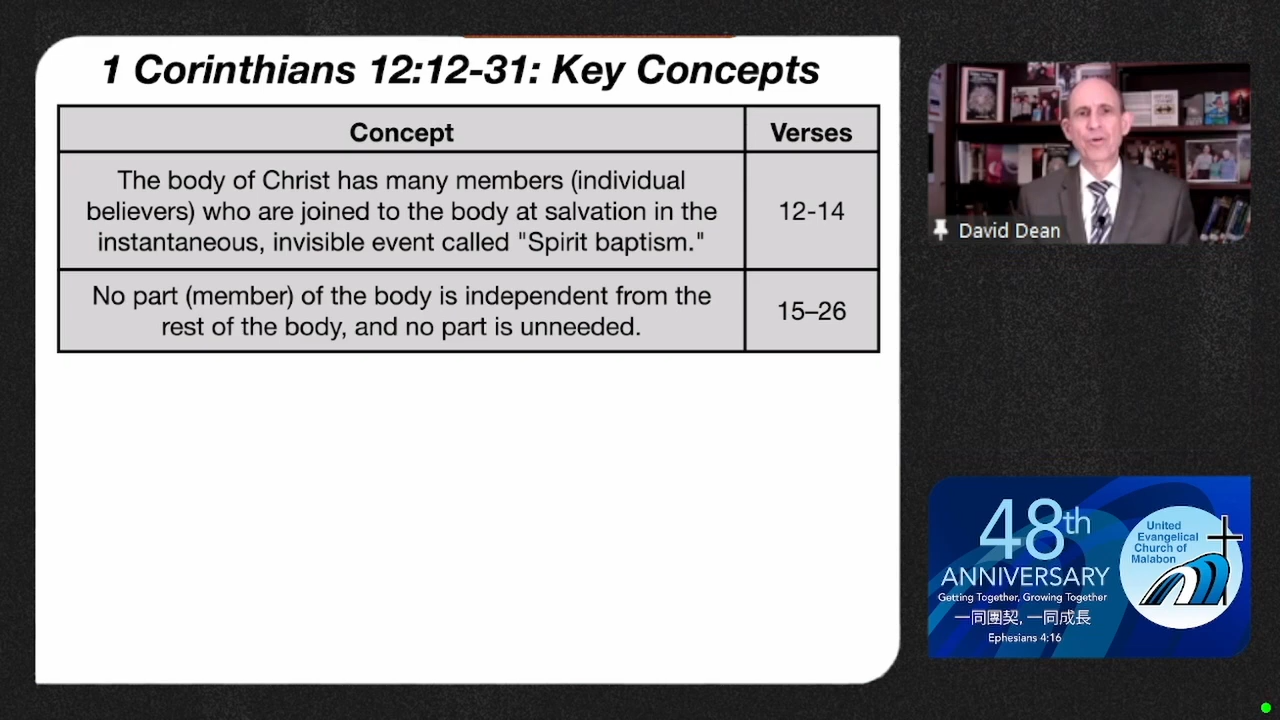 1 Corinthians 12:12-31: Key Concepts
Concept
Verses
The body of Christ has many members (individual
believers) who are joined to the body at salvation in the
instantaneous, invisible event called "Spirit baptism."
12-14
No part (member) of the body is independent from the
rest of the body, and no part is unneeded.
15–26
David Dean
48th
ANNIVERSARY
Getting Together, Growing Together
一同團契, 一同成長
Ephesians 4:16
United
Evangelical
Church of
Malabon